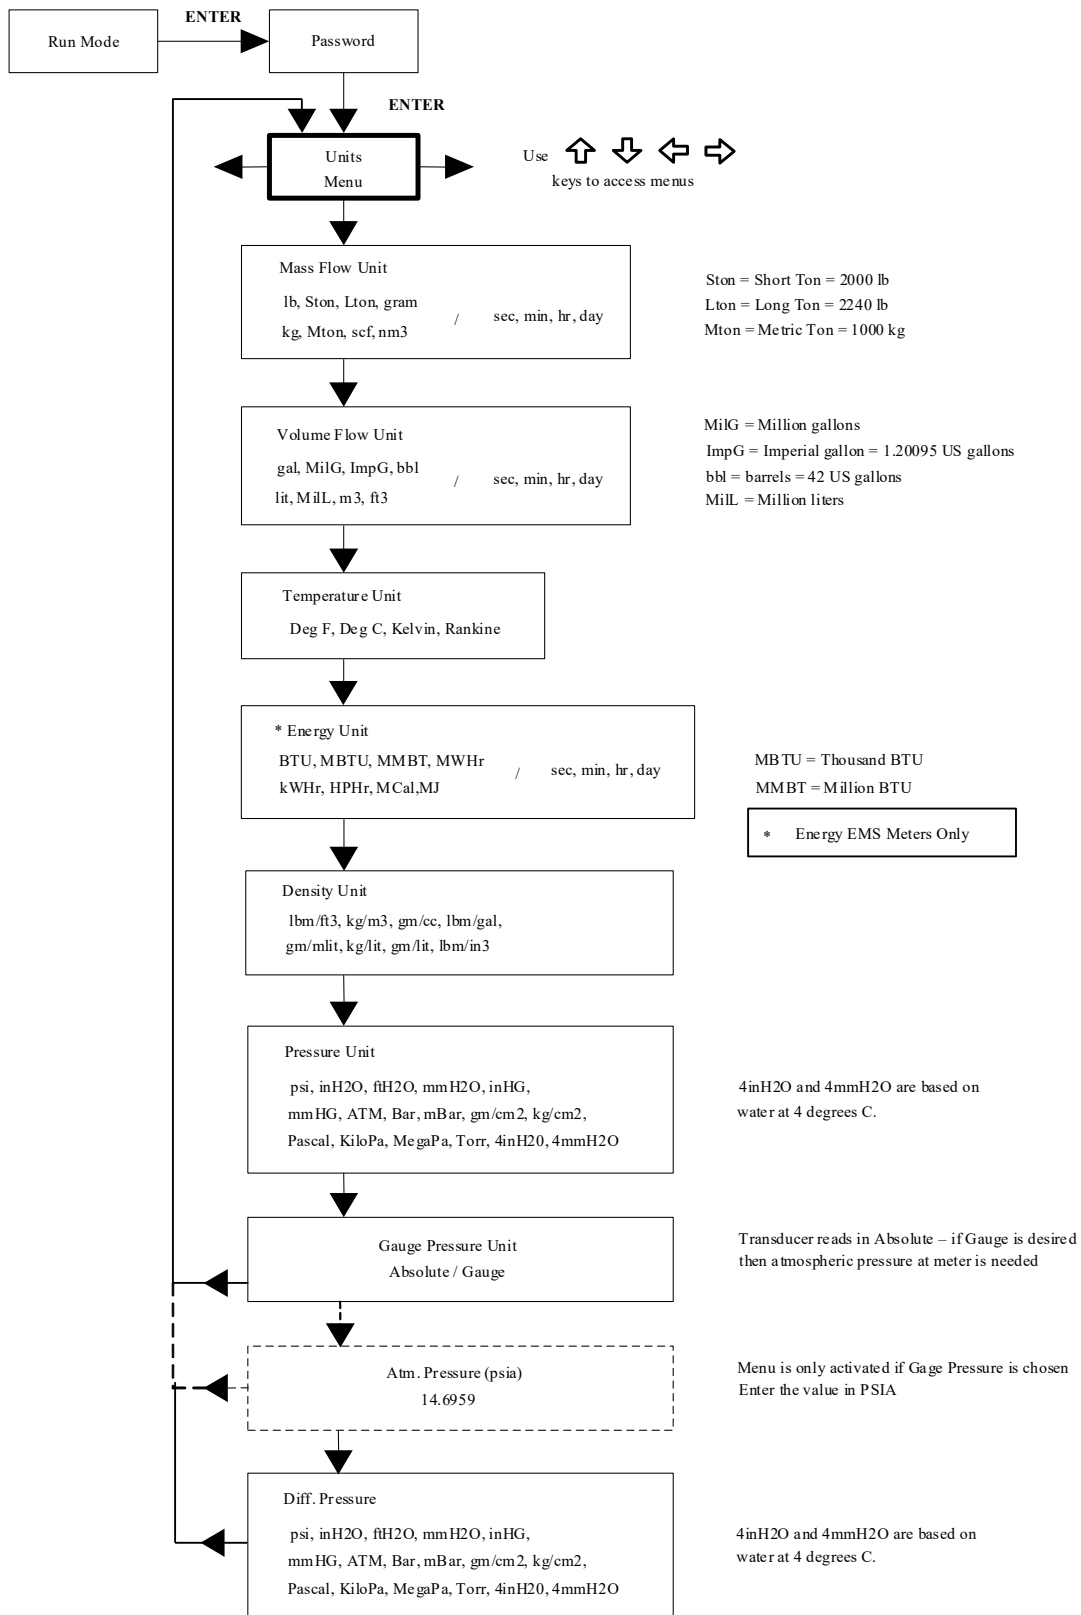 ENTER
Run Mode
Password
ENTER
Units
Menu
Use
keys to access menus
Mass Flow Unit
lb, Ston, Lton, gram
kg, Mton, scf, nm3
/
sec, min, hr, day
Ston = Short Ton = 2000 lb
Lton = Long Ton = 2240 lb
Mton = Metric Ton = 1000 kg
Volume Flow Unit
gal, MilG, ImpG, bbl
lit, MilL, m3, ft3
/
sec, min, hr, day
MilG = Million gallons
ImpG = Imperial gallon = 1.20095 US gallons
bbl = barrels = 42 US gallons
MilL = Million liters
Temperature Unit
Deg F, Deg C, Kelvin, Rankine
* Energy Unit
BTU, MBTU, MMBT, MWHr
kWHr, HPHr, MCal,MJ
/
sec, min, hr, day
MBTU = Thousand BTU
MMBT = Million BTU
* Energy EMS Meters Only
Density Unit
lbm/ft3, kg/m3, gm/cc, lbm/gal,
gm/mlit, kg/lit, gm/lit, lbm/in3
Pressure Unit
psi, inH2O, ftH2O, mmH2O, inHG,
mmHG, ATM, Bar, mBar, gm/cm2, kg/cm2,
Pascal, KiloPa, MegaPa, Torr, 4inH20, 4mmH2O
4inH2O and 4mmH2O are based on
water at 4 degrees C.
Gauge Pressure Unit
Absolute / Gauge
Transducer reads in Absolute – if Gauge is desired
then atmospheric pressure at meter is needed
Atm. Pressure (psia)
14.6959
Menu is only activated if Gage Pressure is chosen
Enter the value in PSIA
Diff. Pressure
psi, inH2O, ftH2O, mmH2O, inHG,
mmHG, ATM, Bar, mBar, gm/cm2, kg/cm2,
Pascal, KiloPa, MegaPa, Torr, 4inH20, 4mmH2O
4inH2O and 4mmH2O are based on
water at 4 degrees C.